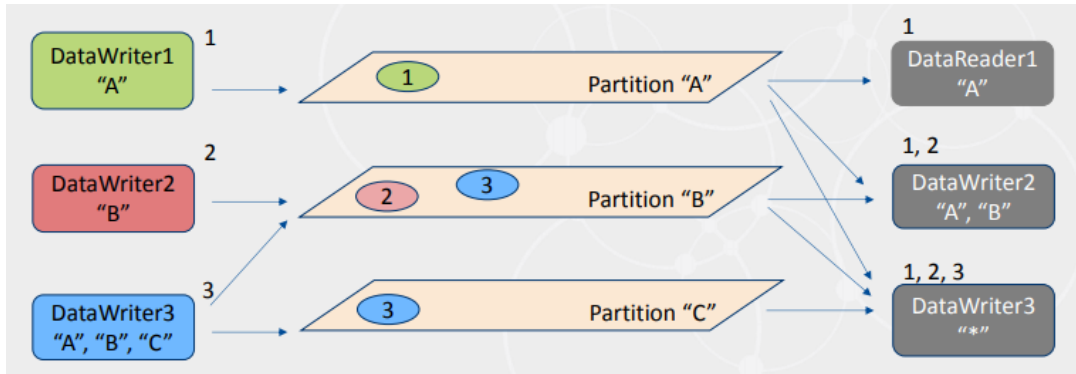 1
DataWriter1
“A”
1
Partition “A”
1
DataReader1
“A”
2
DataWriter2
“B”
2
3
Partition “B”
1, 2
DataWriter2
“A”, “B”
3
DataWriter3
“A”, “B”, “C”
3
Partition “C”
1, 2, 3
DataWriter3
“*”